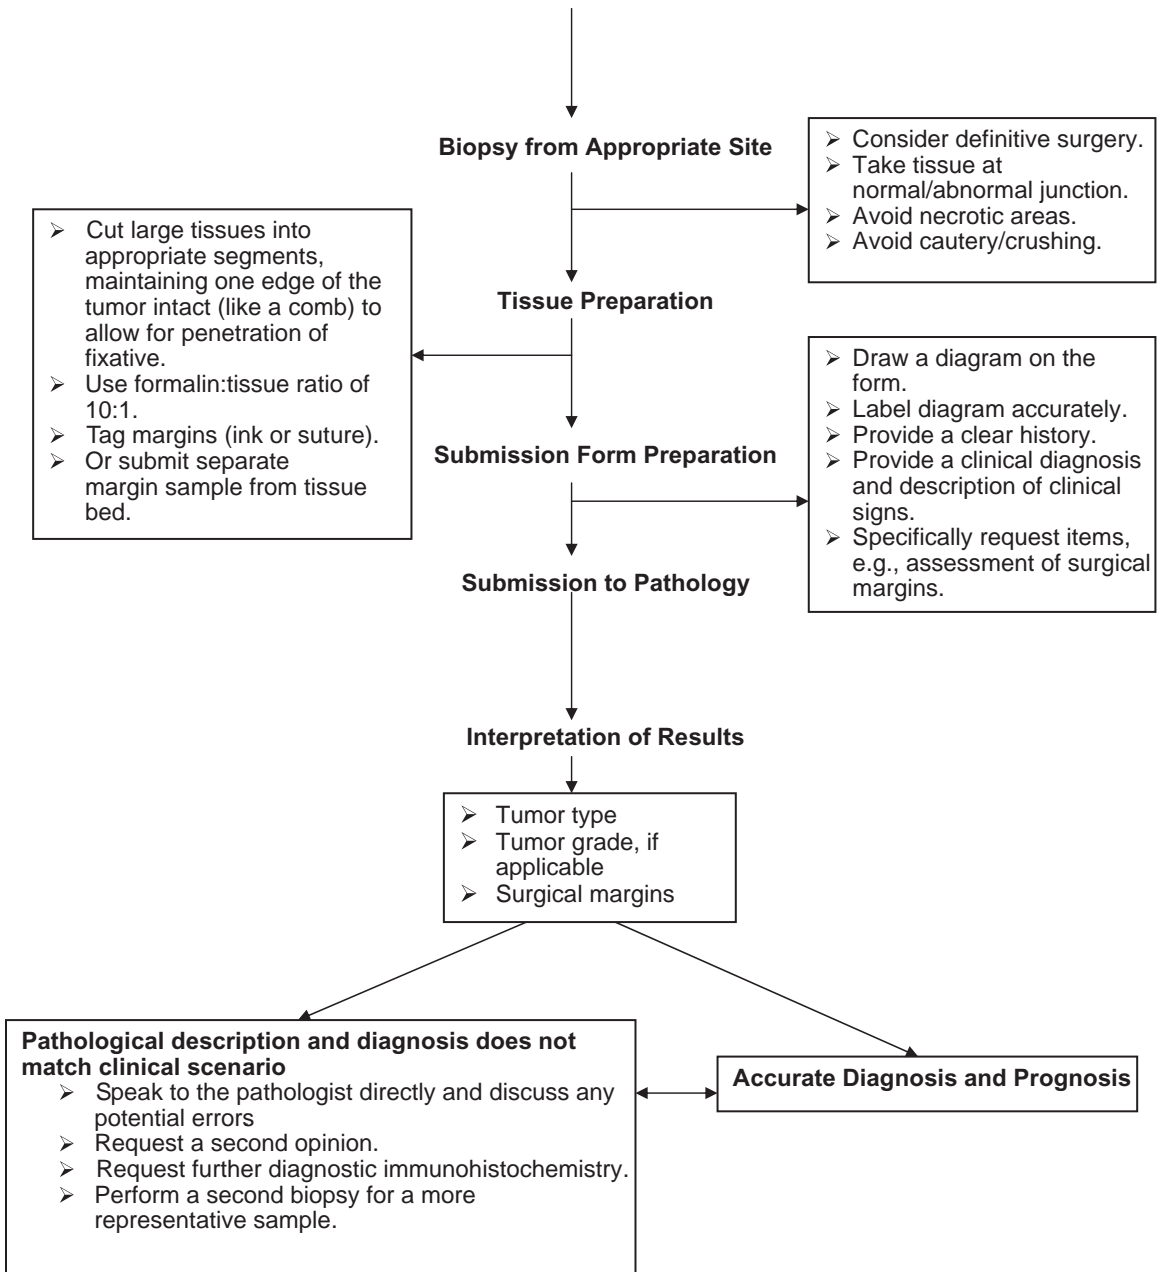 Biopsy from Appropriate Site
➢ Consider definitive surgery.
➢ Take tissue at
normal/abnormal junction.
➢ Avoid necrotic areas.
➢ Avoid cautery/crushing.
➢ Cut large tissues into
appropriate segments,
maintaining one edge of the
tumor intact (like a comb) to
allow for penetration of
fixative.
➢ Use formalin:tissue ratio of
10:1.
➢ Tag margins (ink or suture).
➢ Or submit separate
margin sample from tissue
bed.
Tissue Preparation
➢ Draw a diagram on the
form.
➢ Label diagram accurately.
➢ Provide a clear history.
➢ Provide a clinical diagnosis
and description of clinical
signs.
➢ Specifically request items,
e.g., assessment of surgical
margins.
Submission Form Preparation
Submission to Pathology
Interpretation of Results
➢ Tumor type
➢ Tumor grade, if
applicable
➢ Surgical margins
Pathological description and diagnosis does not
match clinical scenario
➢ Speak to the pathologist directly and discuss any
potential errors
➢ Request a second opinion.
➢ Request further diagnostic immunohistochemistry.
➢ Perform a second biopsy for a more
representative sample.
Accurate Diagnosis and Prognosis